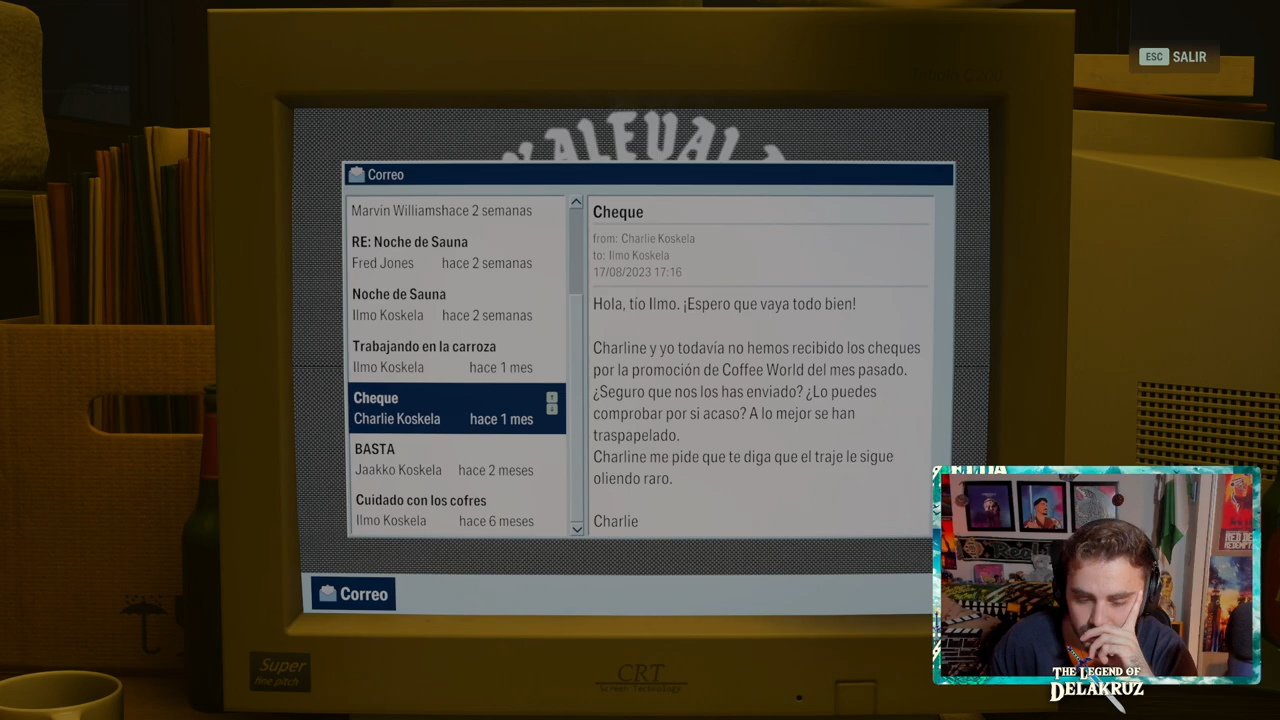 ESC SALIR
KALEVALA
Correo
Marvin Williamshace 2 semanas
RE: Noche de Sauna
Fred Jones hace 2 semanas
Noche de Sauna
Ilmo Koskela hace 2 semanas
Trabajando en la carroza
Ilmo Koskela hace 1 mes
Cheque
Charlie Koskela hace 1 mes
BASTA
Jaakko Koskela hace 2 meses
Cuidado con los cofres
Ilmo Koskela hace 6 meses
Cheque
from: Charlie Koskela
to: Ilmo Koskela
17/08/2023 17:16
Hola, tío Ilmo. ¡Espero que vaya todo bien!
Charline y yo todavía no hemos recibido los cheques
por la promoción de Coffee World del mes pasado.
¿Seguro que nos los has enviado? ¿Lo puedes
comprobar por si acaso? A lo mejor se han
traspapelado.
Charline me pide que te diga que el traje le sigue
oliendo raro.
Charlie
Correo
Super
fine pitch
CRT
Screen Technology
THE LEGEND OF
DELAKRUZ